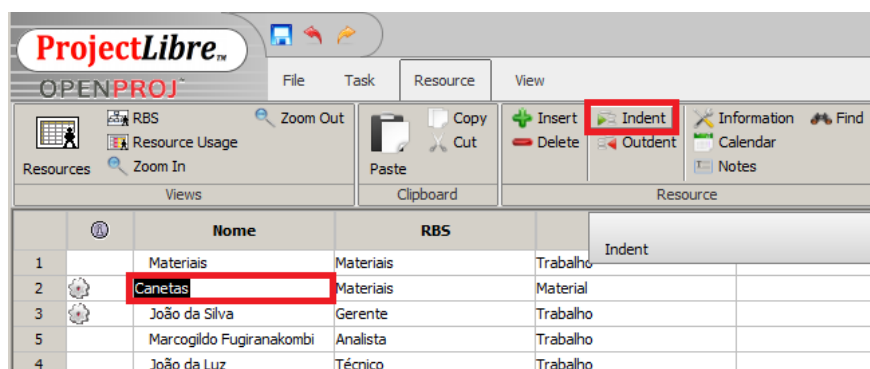 ProjectLibre™
OPENPROJ
File Task Resource View
Resources
RBS
Resource Usage
Zoom In
Zoom Out
Views
Paste
Copy
Cut
Clipboard
Insert
Delete
Indent
Outdent
Information
Calendar
Notes
Find
Resource
Nome RBS
Indent
1 Materiais Materiais Trabalho
2 Canetas Materiais Material
3 João da Silva Gerente Trabalho
5 Marcogildo Fugiranakombi Analista Trabalho
4 João da Luz Técnico Trabalho